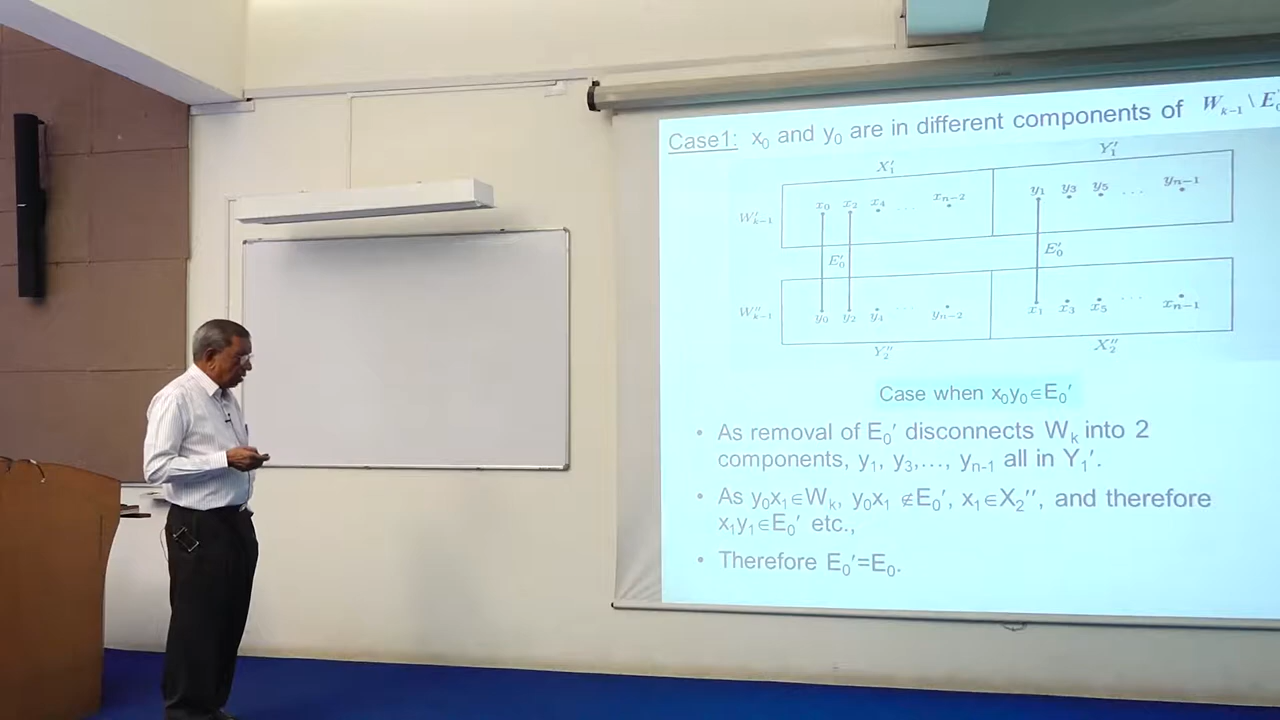 Case1: x₀ and y₀ are in different components of W_{k-1} \ E₀'
X₁' Y₁'
W'_{k-1} x₀ x₂ x₄ ... x_{n-2} y₁ y₃ y₅ ... y_{n-1}
E₀' E₀'
W''_{k-1} y₀ y₂ y₄ ... y_{n-2} x₁ x₃ x₅ ... x_{n-1}
Y₂'' X₂''
Case when x₀y₀∈E₀'
• As removal of E₀' disconnects W_k into 2
components, y₁, y₃,..., y_{n-1} all in Y₁'.
• As y₀x₁∈W_k, y₀x₁ ∉E₀', x₁∈X₂'', and therefore
x₁y₁∈E₀' etc.,
• Therefore E₀'=E₀.